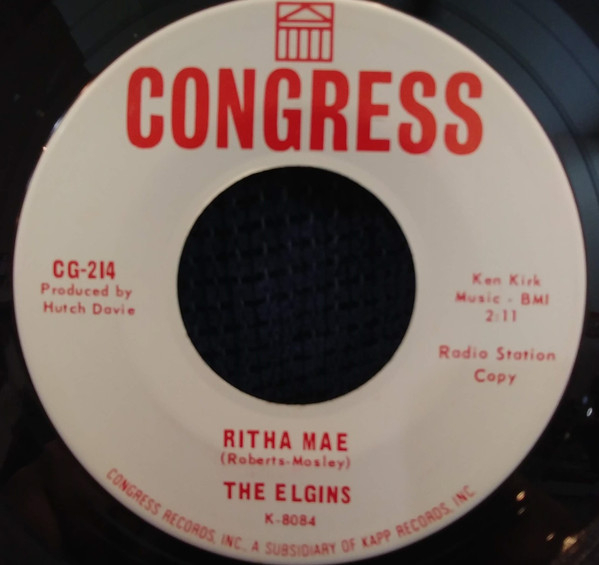 CONGRESS
CG-214
Produced by
Hutch Davie
Ken Kirk
Music - BMI
2:11
Radio Station
Copy
RITHA MAE
(Roberts-Mosley)
THE ELGINS
K-8084
CONGRESS RECORDS, INC., A SUBSIDIARY OF KAPP RECORDS, INC.